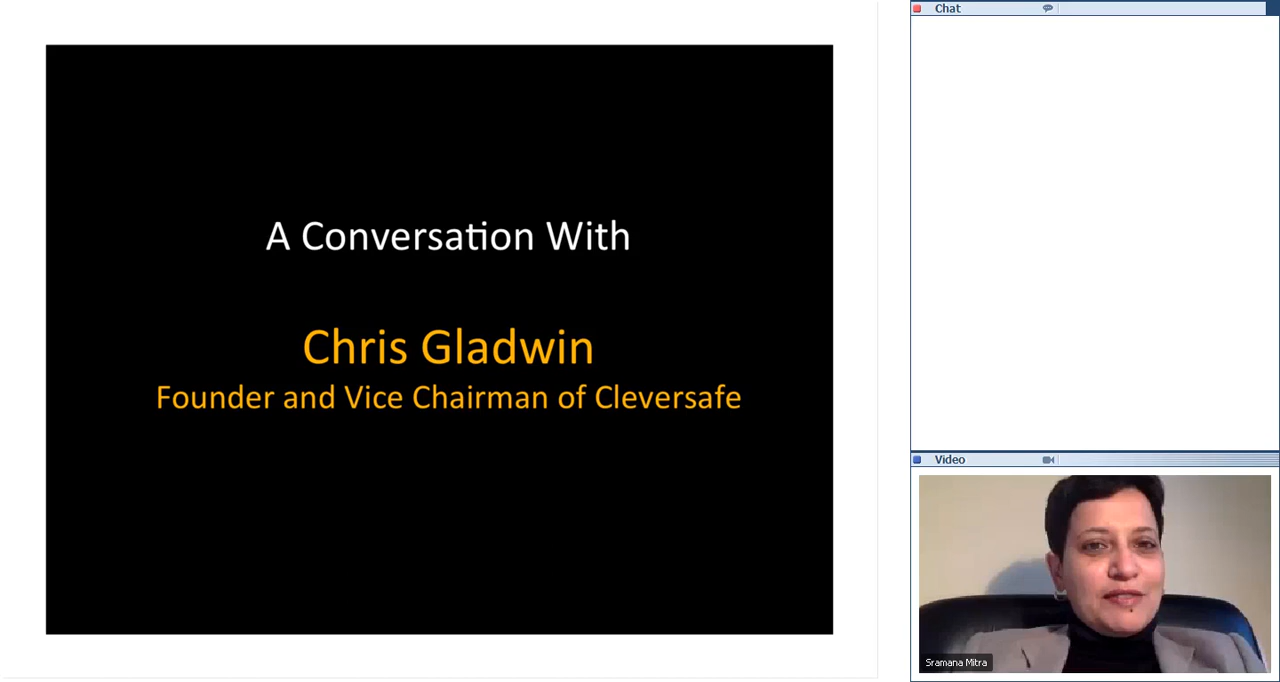 A Conversation With
Chris Gladwin
Founder and Vice Chairman of Cleversafe
Chat
Video
Sramana Mitra